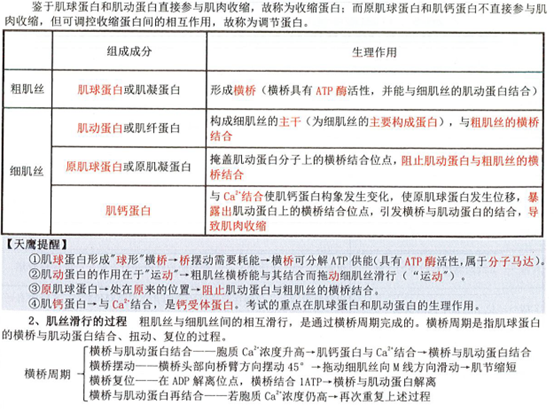 鉴于肌球蛋白和肌动蛋白直接参与肌肉收缩，故称为收缩蛋白；而原肌球蛋白和肌钙蛋白不直接参与肌
肉收缩，但可调控收缩蛋白间的相互作用，故称为调节蛋白。
组成成分 生理作用
粗肌丝 肌球蛋白或肌凝蛋白 形成横桥（横桥具有 ATP 酶活性，并能与细肌丝的肌动蛋白结合）
细肌丝
肌动蛋白或肌纤蛋白 构成细肌丝的主干（为细肌丝的主要构成蛋白），与粗肌丝的横桥
结合
原肌球蛋白或原肌凝蛋白 掩盖肌动蛋白分子上的横桥结合位点，阻止肌动蛋白与粗肌丝的横
桥结合
肌钙蛋白 与 Ca²⁺结合使肌钙蛋白构象发生变化，使原肌球蛋白发生位移，暴
露出肌动蛋白上的横桥结合位点，引发横桥与肌动蛋白的结合，导
致肌肉收缩
【天鹰提醒】
①肌球蛋白形成"球形"横桥→桥摆动需要耗能→横桥可分解 ATP 供能（具有 ATP 酶活性,属于分子马达）。
②肌动蛋白的作用在于"运动"→粗肌丝横桥能与其结合而拖动细肌丝滑行（“运动”）。
③原肌球蛋白→处在原来的位置→阻止肌动蛋白与粗肌丝的横桥结合。
④肌钙蛋白→与 Ca²⁺结合，是钙受体蛋白。考试的重点在肌球蛋白和肌动蛋白的生理作用。
2、肌丝滑行的过程 粗肌丝与细肌丝间的相互滑行，是通过横桥周期完成的。横桥周期是指肌球蛋白
的横桥与肌动蛋白结合、扭动、复位的过程。
横桥周期
横桥与肌动蛋白结合——胞质 Ca²⁺浓度升高→肌钙蛋白与 Ca²⁺结合→横桥与肌动蛋白结合
横桥摆动——横桥头部向桥臂方向摆动 45°→拖动细肌丝向 M 线方向滑动→肌节缩短
横桥复位——在 ADP 解离位点，横桥结合 1ATP→横桥与肌动蛋白解离
横桥与肌动蛋白再结合——若胞质 Ca²⁺浓度仍高→再次重复上述过程